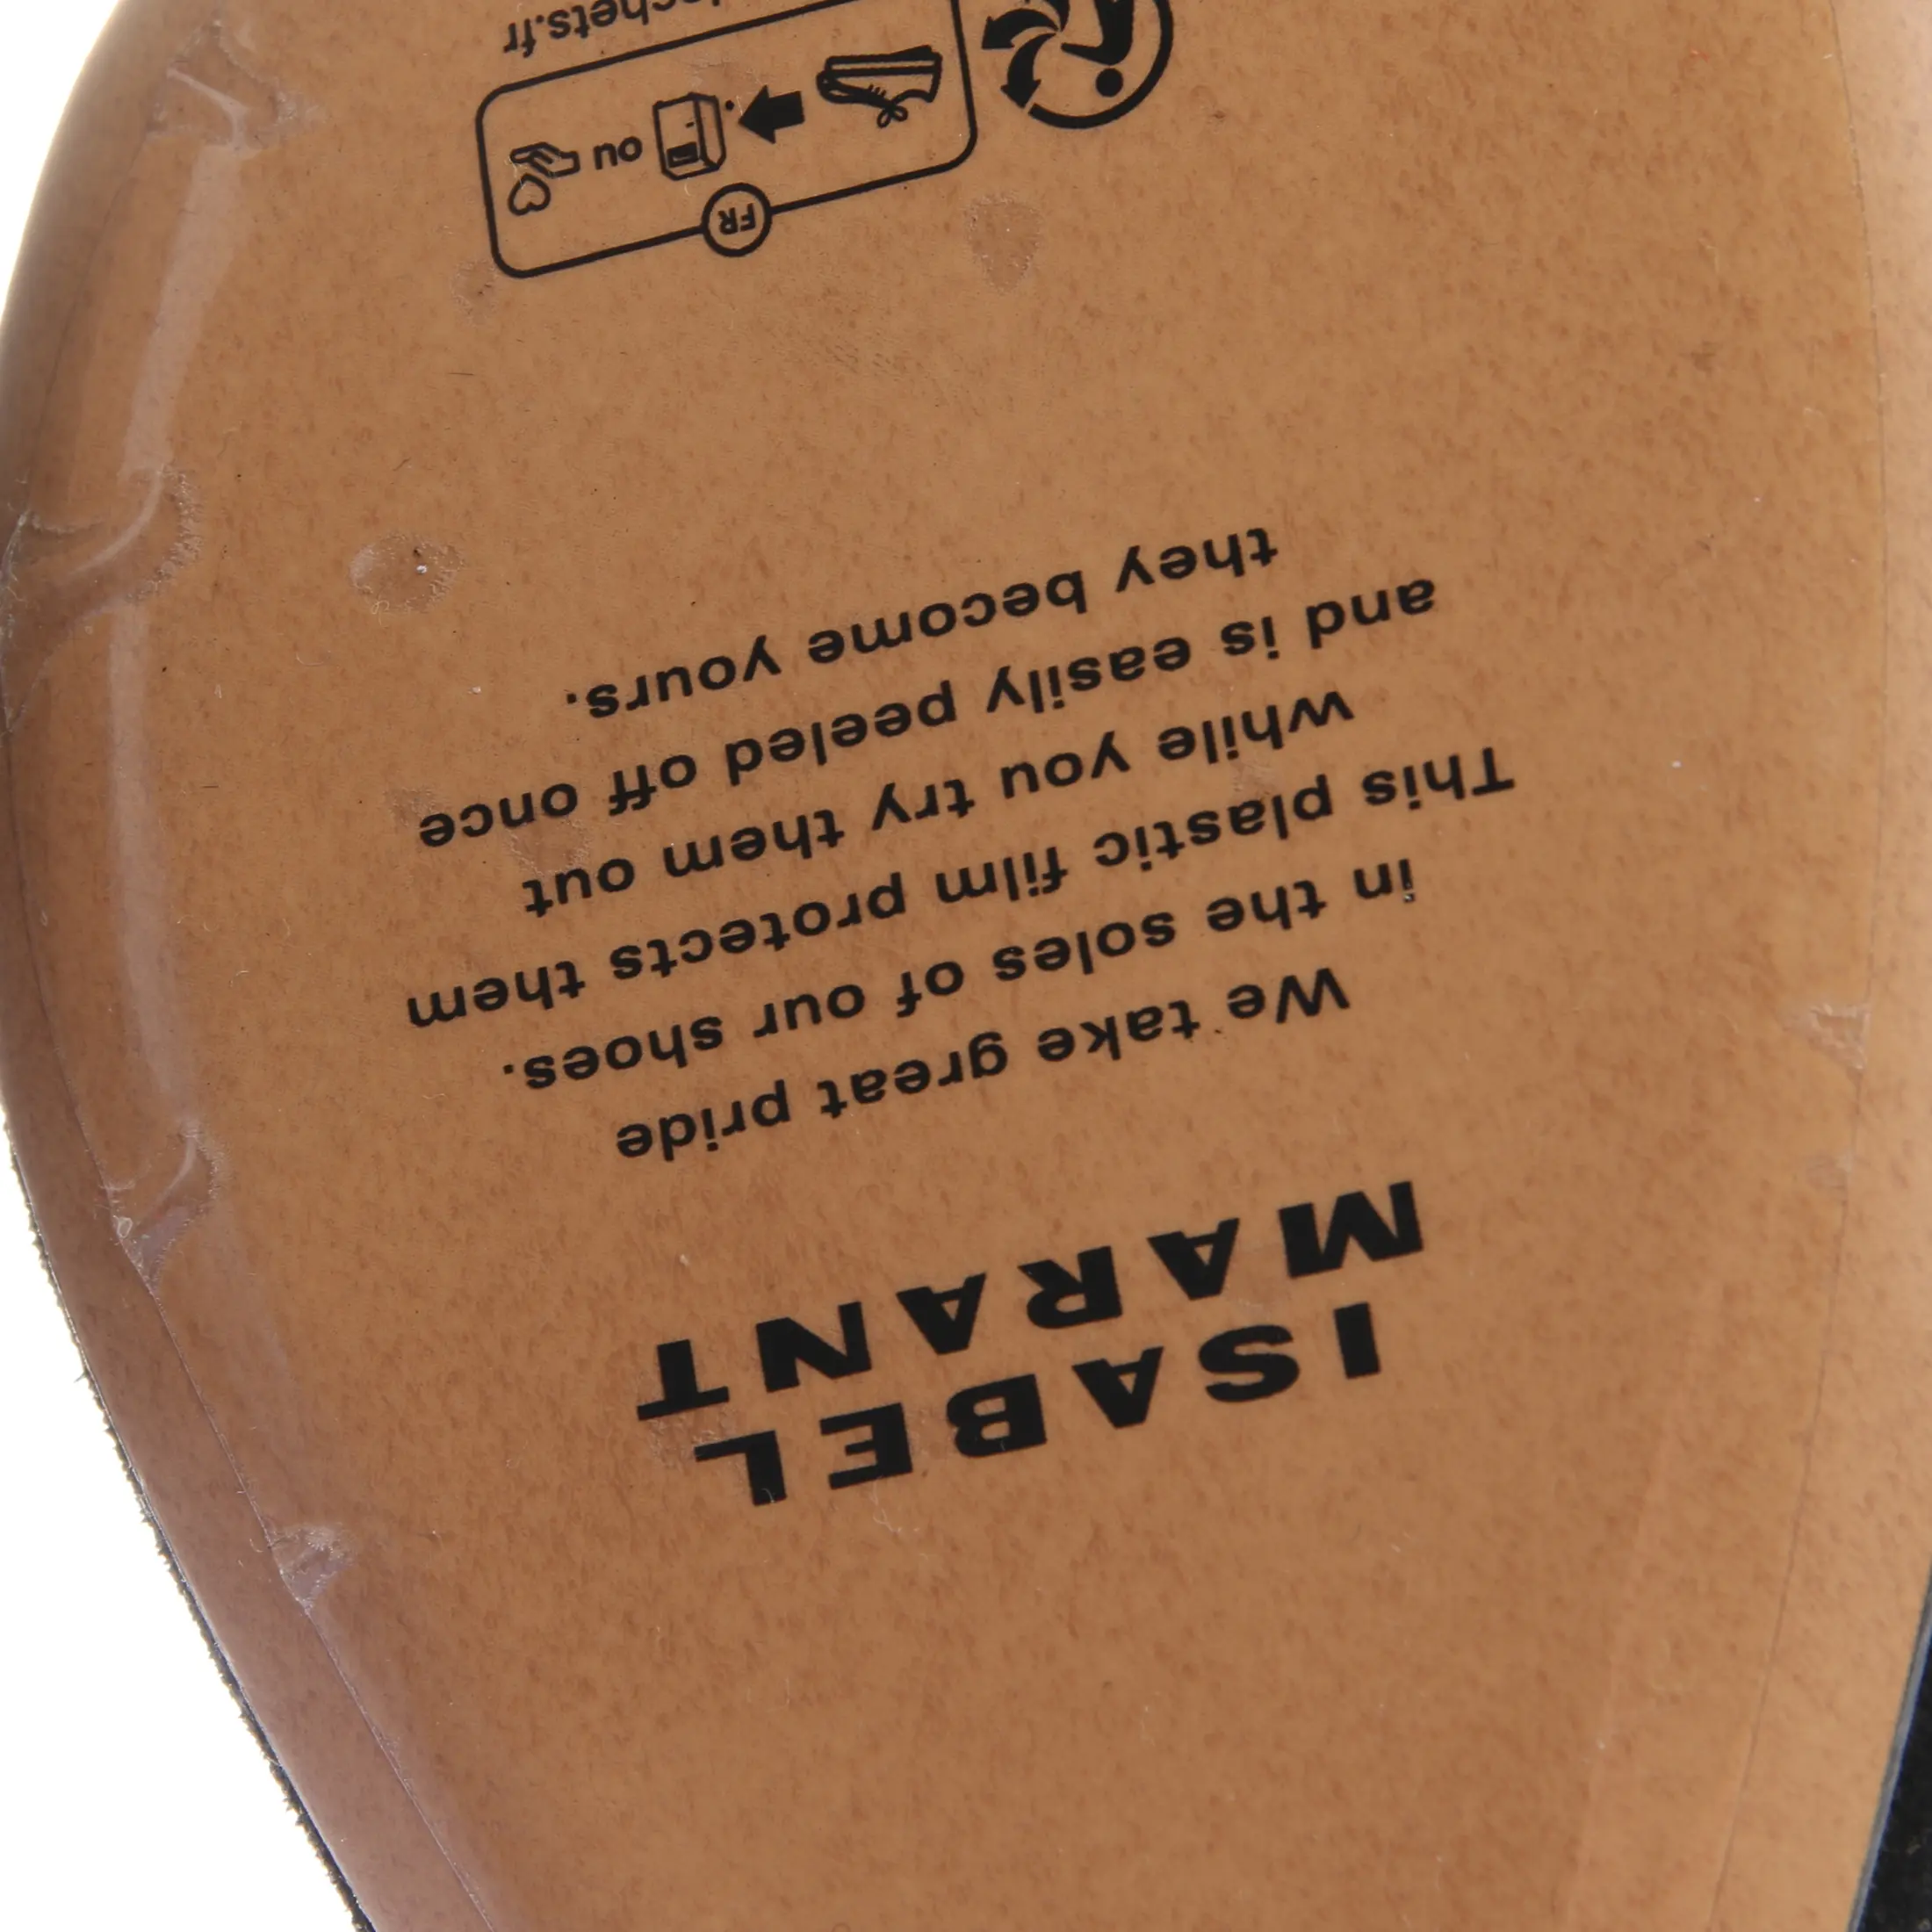 ISABEL
MARANT
We take great pride
in the soles of our shoes.
This plastic film protects them
while you try them out
and is easily peeled off once
they become yours.
FR
OU